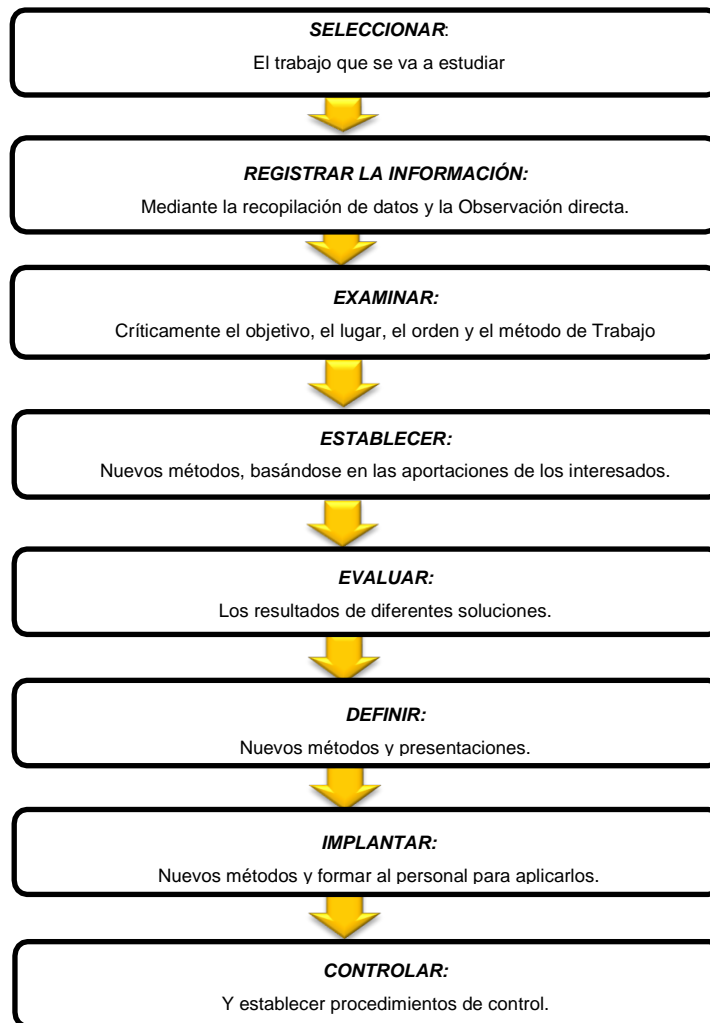 SELECCIONAR:
El trabajo que se va a estudiar
REGISTRAR LA INFORMACIÓN:
Mediante la recopilación de datos y la Observación directa.
EXAMINAR:
Críticamente el objetivo, el lugar, el orden y el método de Trabajo
ESTABLECER:
Nuevos métodos, basándose en las aportaciones de los interesados.
EVALUAR:
Los resultados de diferentes soluciones.
DEFINIR:
Nuevos métodos y presentaciones.
IMPLANTAR:
Nuevos métodos y formar al personal para aplicarlos.
CONTROLAR:
Y establecer procedimientos de control.